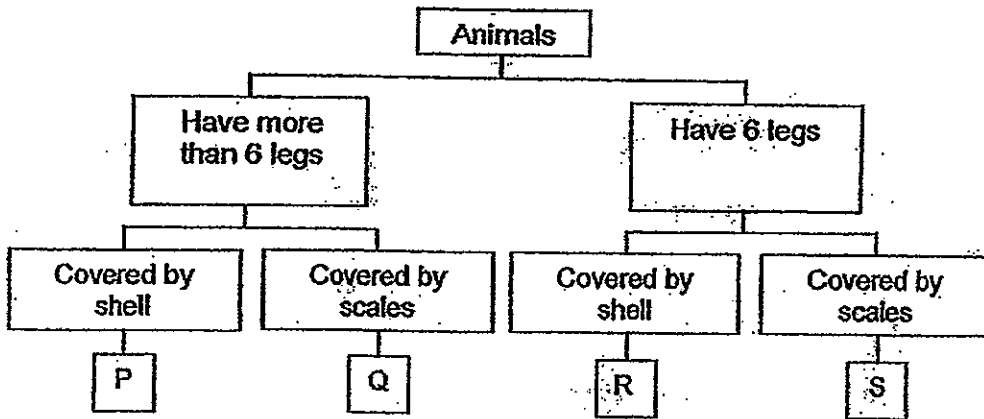 Animals
Have more
than 6 legs
Have 6 legs
Covered by
shell
Covered by
scales
Covered by
shell
Covered by
scales
P
Q
R
S